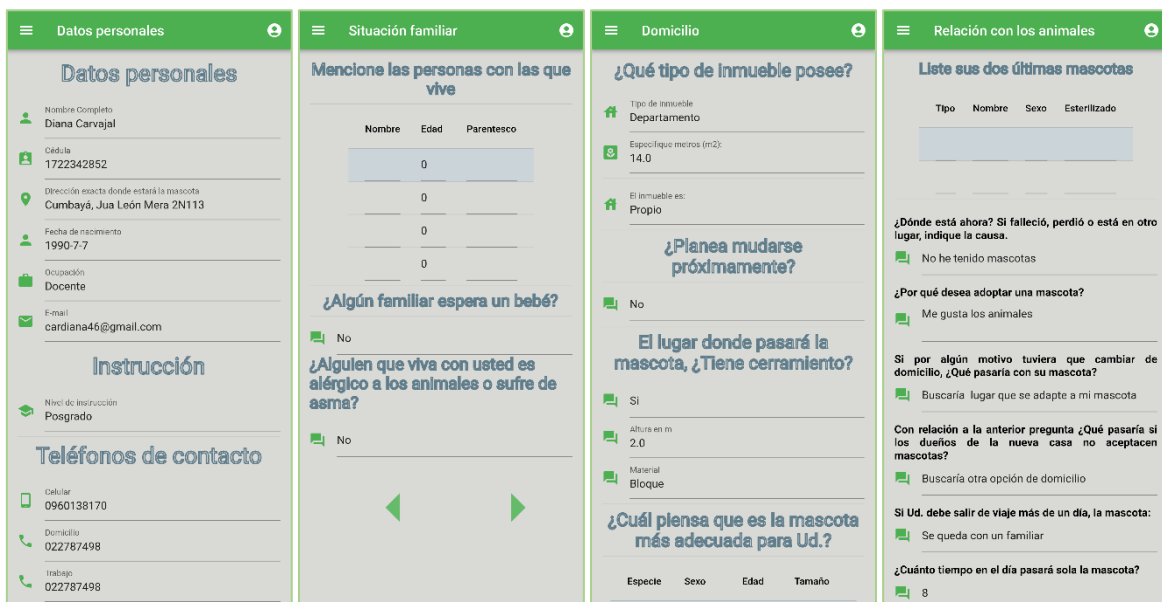 Datos personales
Datos personales
Nombre Completo
Diana Carvajal
Cédula
1722342852
Dirección exacta donde estará la mascota
Cumbayá, Jua León Mera 2N113
Fecha de nacimiento
1990-7-7
Ocupación
Docente
E-mail
cardiana46@gmail.com
Instrucción
Nivel de instrucción
Posgrado
Teléfonos de contacto
Celular
0960138170
Domicilio
022787498
Trabajo
022787498
Situación familiar
Mencione las personas con las que
vive
Nombre Edad Parentesco
0
0
0
0
¿Algún familiar espera un bebé?
No
¿Alguien que viva con usted es
alérgico a los animales o sufre de
asma?
No
Domicilio
¿Qué tipo de inmueble posee?
Tipo de inmueble
Departamento
Especifique metros (m2):
14.0
El inmueble es:
Propio
¿Planea mudarse
próximamente?
No
El lugar donde pasará la
mascota, ¿Tiene cerramiento?
Si
Altura en m
2.0
Material
Bloque
¿Cuál piensa que es la mascota
más adecuada para Ud.?
Especie Sexo Edad Tamaño
Relación con los animales
Liste sus dos últimas mascotas
Tipo Nombre Sexo Esterilizado
¿Dónde está ahora? Si falleció, perdió o está en otro
lugar, indique la causa.
No he tenido mascotas
¿Por qué desea adoptar una mascota?
Me gusta los animales
Si por algún motivo tuviera que cambiar de
domicilio, ¿Qué pasaría con su mascota?
Buscaría lugar que se adapte a mi mascota
Con relación a la anterior pregunta ¿Qué pasaría si
los dueños de la nueva casa no aceptacen
mascotas?
Buscaría otra opción de domicilio
Si Ud. debe salir de viaje más de un día, la mascota:
Se queda con un familiar
¿Cuánto tiempo en el día pasará sola la mascota?
8